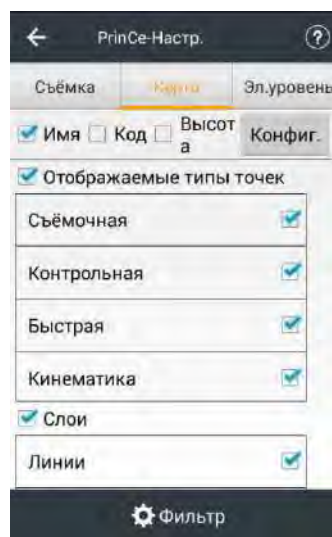 PrinCe-Настр.
Съёмка Карта Эл.уровень
Имя Код Высот
а Конфиг.
Отображаемые типы точек
Съёмочная
Контрольная
Быстрая
Кинематика
Слои
Линии
Фильтр